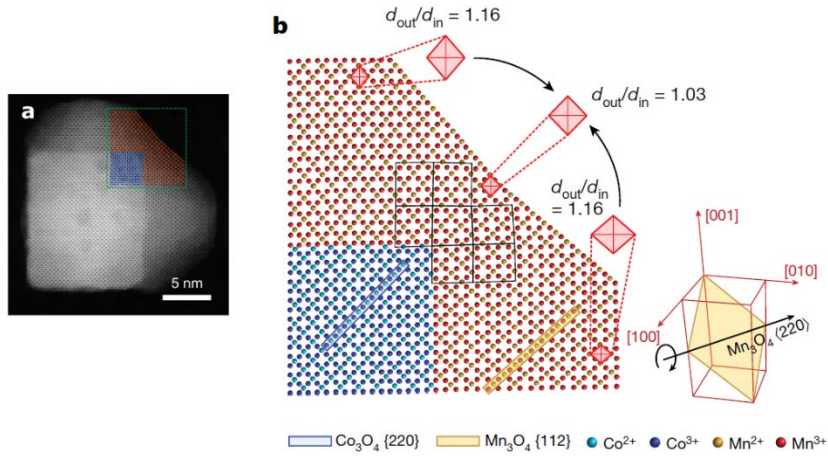 a
5 nm
b
d_out/d_in = 1.16
d_out/d_in = 1.03
d_out/d_in
= 1.16
[001]
[010]
[100]
Mn₃O₄ ⟨220⟩
Co₃O₄ {220}
Mn₃O₄ {112}
Co²⁺
Co³⁺
Mn²⁺
Mn³⁺